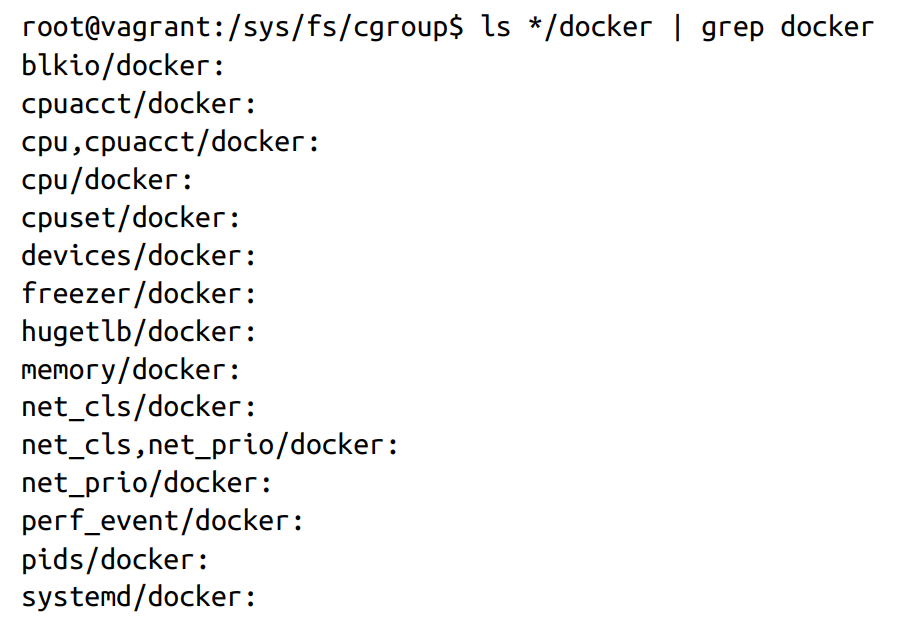 root@vagrant:/sys/fs/cgroup$ ls */docker | grep docker
blkio/docker:
cpuacct/docker:
cpu,cpuacct/docker:
cpu/docker:
cpuset/docker:
devices/docker:
freezer/docker:
hugetlb/docker:
memory/docker:
net_cls/docker:
net_cls,net_prio/docker:
net_prio/docker:
perf_event/docker:
pids/docker:
systemd/docker: